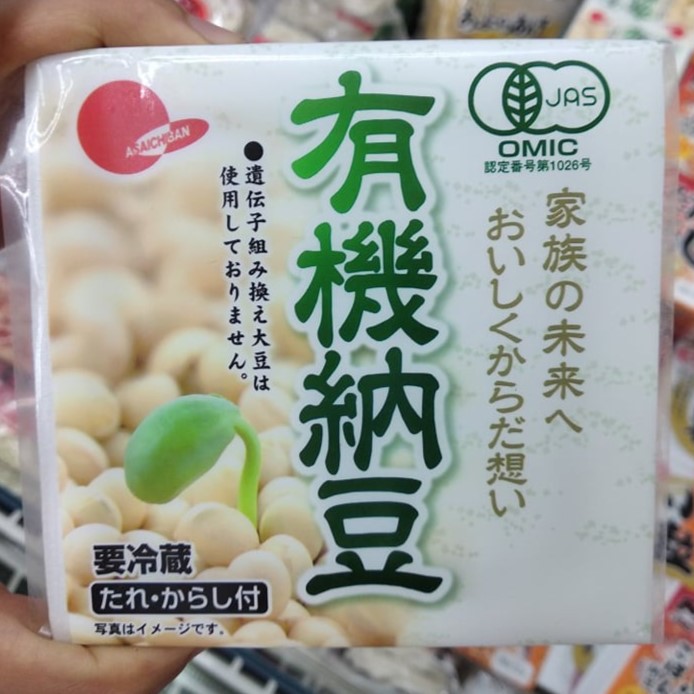 ASAICHIBAN
JAS
OMIC
認定番号第1026号
家族の未来へ
おいしくからだ想い
有機納豆
●遺伝子組み換え大豆は
使用しておりません。
要冷蔵
たれ・からし付
写真はイメージです。